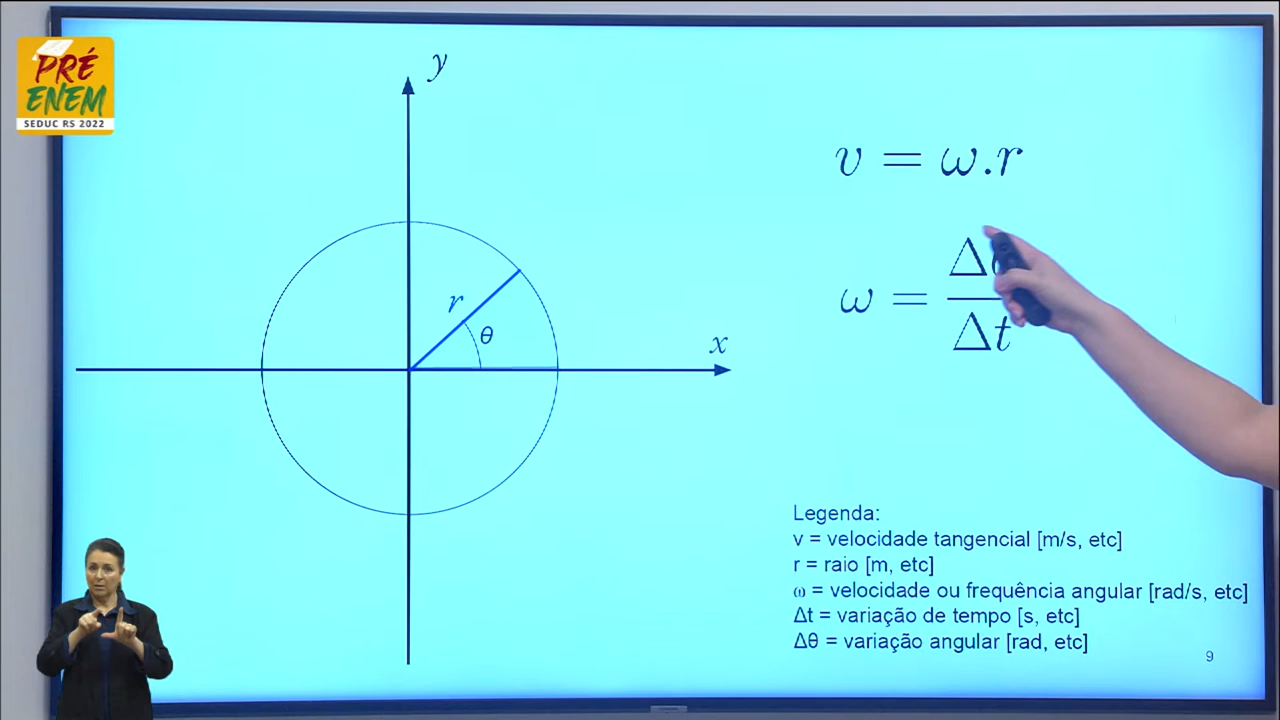 PRÉ
ENEM
SEDUC RS 2022
y
r
θ
x
v = ω.r
ω = Δ
Δt
Legenda:
v = velocidade tangencial [m/s, etc]
r = raio [m, etc]
ω = velocidade ou frequência angular [rad/s, etc]
Δt = variação de tempo [s, etc]
Δθ = variação angular [rad, etc]
9